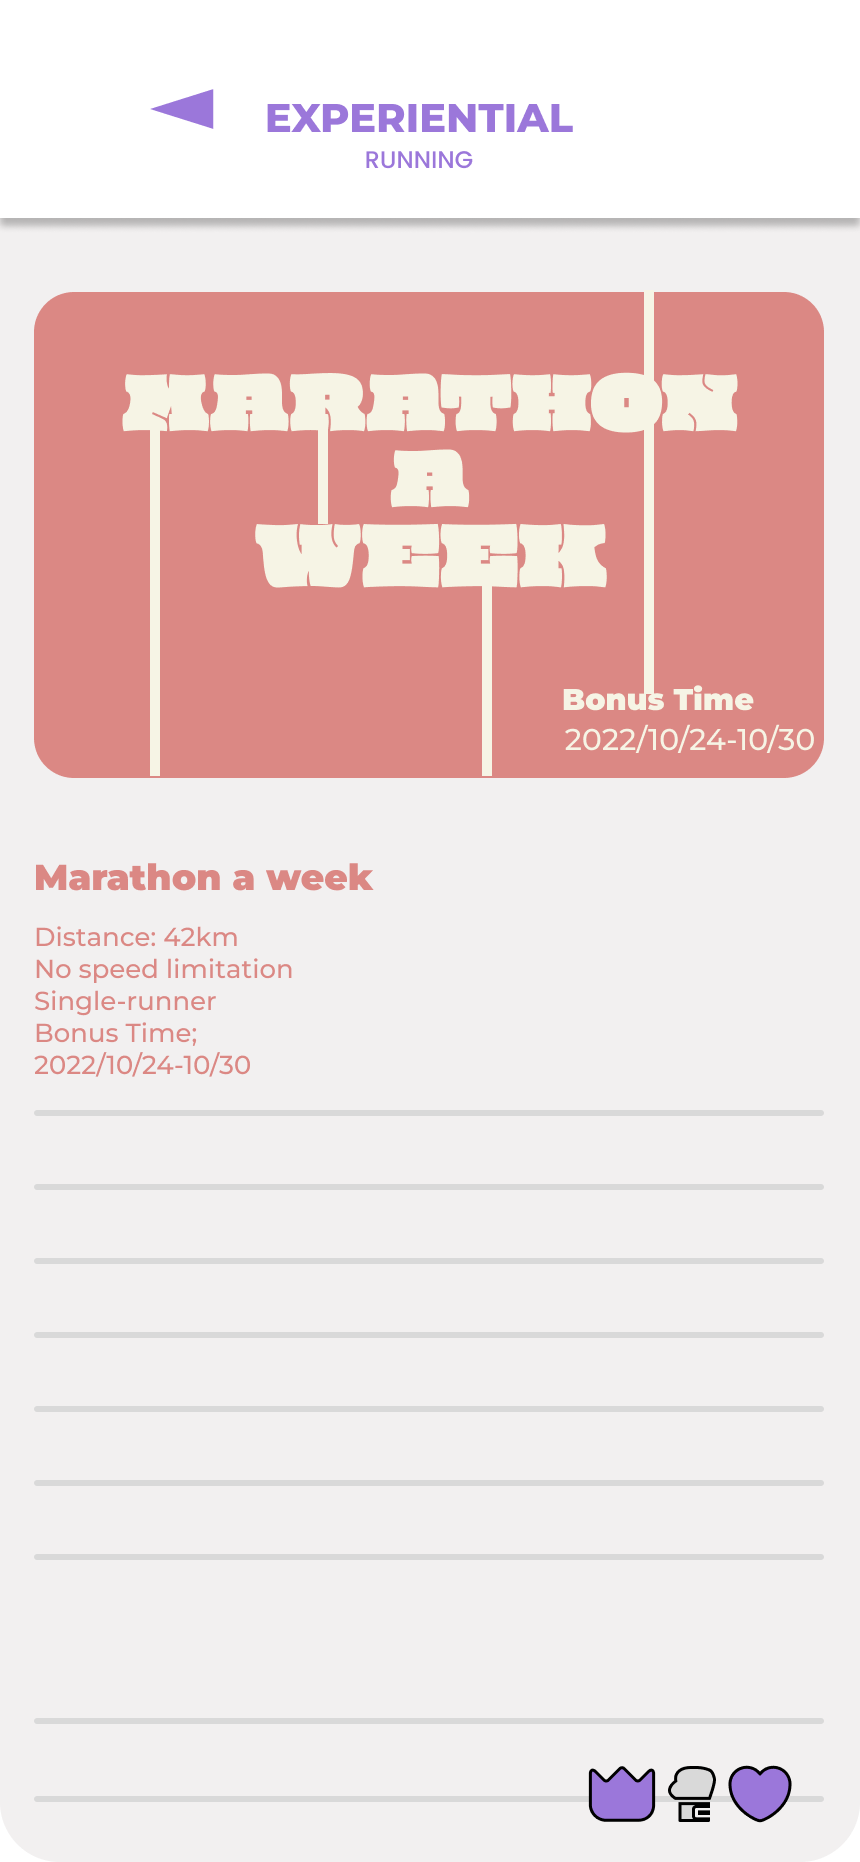 EXPERIENTIAL
RUNNING
MARATHON
A
WEEK
Bonus Time
2022/10/24-10/30
Marathon a week
Distance: 42km
No speed limitation
Single-runner
Bonus Time;
2022/10/24-10/30